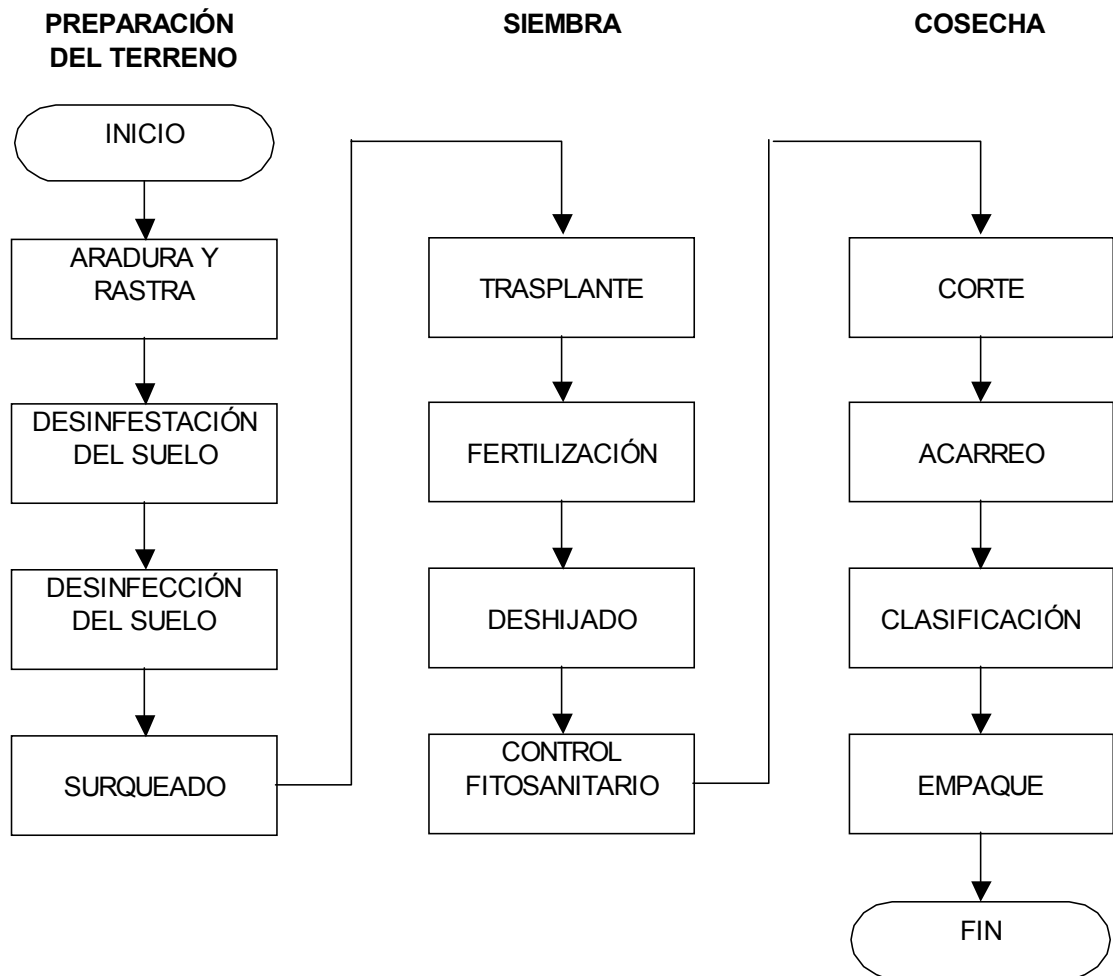 PREPARACIÓN
DEL TERRENO
INICIO
ARADURA Y
RASTRA
DESINFESTACIÓN
DEL SUELO
DESINFECCIÓN
DEL SUELO
SURQUEADO
SIEMBRA
TRASPLANTE
FERTILIZACIÓN
DESHIJADO
CONTROL
FITOSANITARIO
COSECHA
CORTE
ACARREO
CLASIFICACIÓN
EMPAQUE
FIN